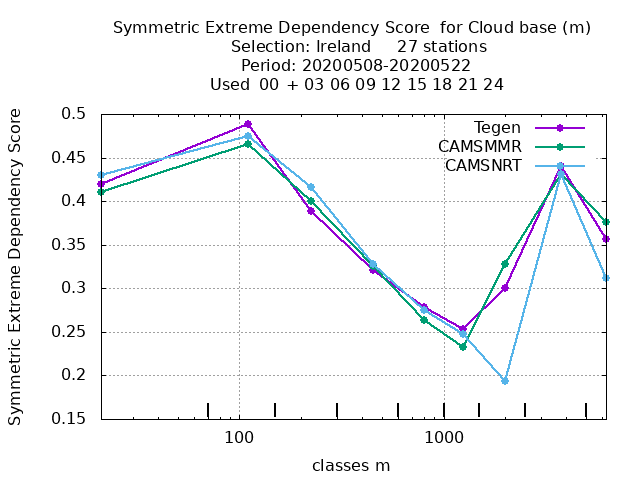 Symmetric Extreme Dependency Score  for Cloud base (m)
Selection: Ireland     27 stations
Period: 20200508-20200522
Used  00 + 03 06 09 12 15 18 21 24
Symmetric Extreme Dependency Score
0.5
0.45
0.4
0.35
0.3
0.25
0.2
0.15
Tegen
CAMSMMR
CAMSNRT
100
1000
classes m